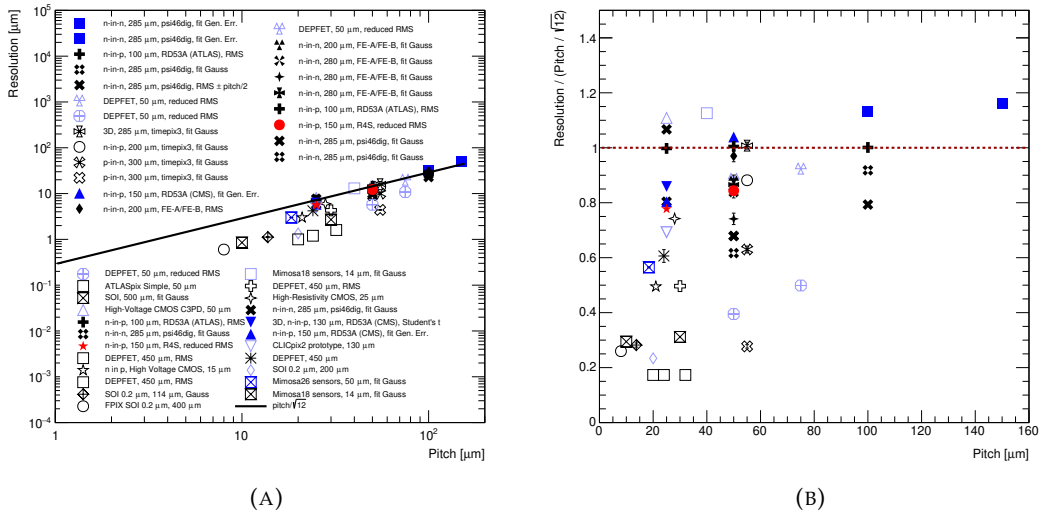 Resolution [μm]
10⁵
10⁴
10³
10²
10
1
10⁻¹
10⁻²
10⁻³
10⁻⁴
n-in-n, 285 μm, psi46dig, fit Gen. Err.
n-in-n, 285 μm, psi46dig, fit Gen. Err.
n-in-p, 100 μm, RD53A (ATLAS), RMS
n-in-n, 285 μm, psi46dig, fit Gauss
n-in-n, 285 μm, psi46dig, RMS ± pitch/2
DEPFET, 50 μm, reduced RMS
DEPFET, 50 μm, reduced RMS
3D, 285 μm, timepix3, fit Gauss
p-in-n, 200 μm, timepix3, fit Gauss
p-in-n, 300 μm, timepix3, fit Gauss
p-in-n, 300 μm, timepix3, fit Gauss
n-in-p, 150 μm, RD53A (CMS), fit Gen. Err.
n-in-n, 200 μm, FE-A/FE-B, RMS
DEPFET, 50 μm, reduced RMS
n-in-n, 200 μm, FE-A/FE-B, fit Gauss
n-in-n, 280 μm, FE-A/FE-B, fit Gauss
n-in-n, 280 μm, FE-A/FE-B, fit Gauss
n-in-n, 280 μm, FE-A/FE-B, fit Gauss
n-in-p, 100 μm, RD53A (ATLAS), RMS
n-in-p, 150 μm R4S, reduced RMS
n-in-n, 285 μm, psi46dig, fit Gauss
n-in-n, 285 μm, psi46dig, fit Gauss
DEPFET, 50 μm, reduced RMS
ATLASpix Simple, 50 μm
SOI, 500 μm, fit Gauss
High-Voltage CMOS C3PD, 50 μm
n-in-p, 100 μm, RD53A (ATLAS), RMS
n-in-n, 285 μm, psi46dig, fit Gauss
n-in-p, 150 μm, R4S, reduced RMS
DEPFET, 450 μm, RMS
n in p, High Voltage CMOS, 15 μm
DEPFET, 450 μm, RMS
SOI 0.2 μm, 114 μm, Gauss
FPIX SOI 0.2 μm, 400 μm
Mimosa18 sensors, 14 μm, fit Gauss
DEPFET, 450 μm, RMS
High-Resistivity CMOS, 25 μm
n-in-n, 285 μm, psi46dig, fit Gauss
3D, n-in-p, 130 μm, RD53A (CMS), Student's t
n-in-p, 150 μm, RD53A (CMS), fit Gen. Err.
CLICpix2 prototype, 130 μm
DEPFET, 450 μm
SOI 0.2 μm, 200 μm
Mimosa26 sensors, 50 μm, fit Gauss
Mimosa18 sensors, 14 μm, fit Gauss
pitch/√12
1 10 10²
Pitch [μm]
(A)
Resolution / (Pitch / √12)
1.4
1.2
1
0.8
0.6
0.4
0.2
0
0 20 40 60 80 100 120 140 160
Pitch [μm]
(B)